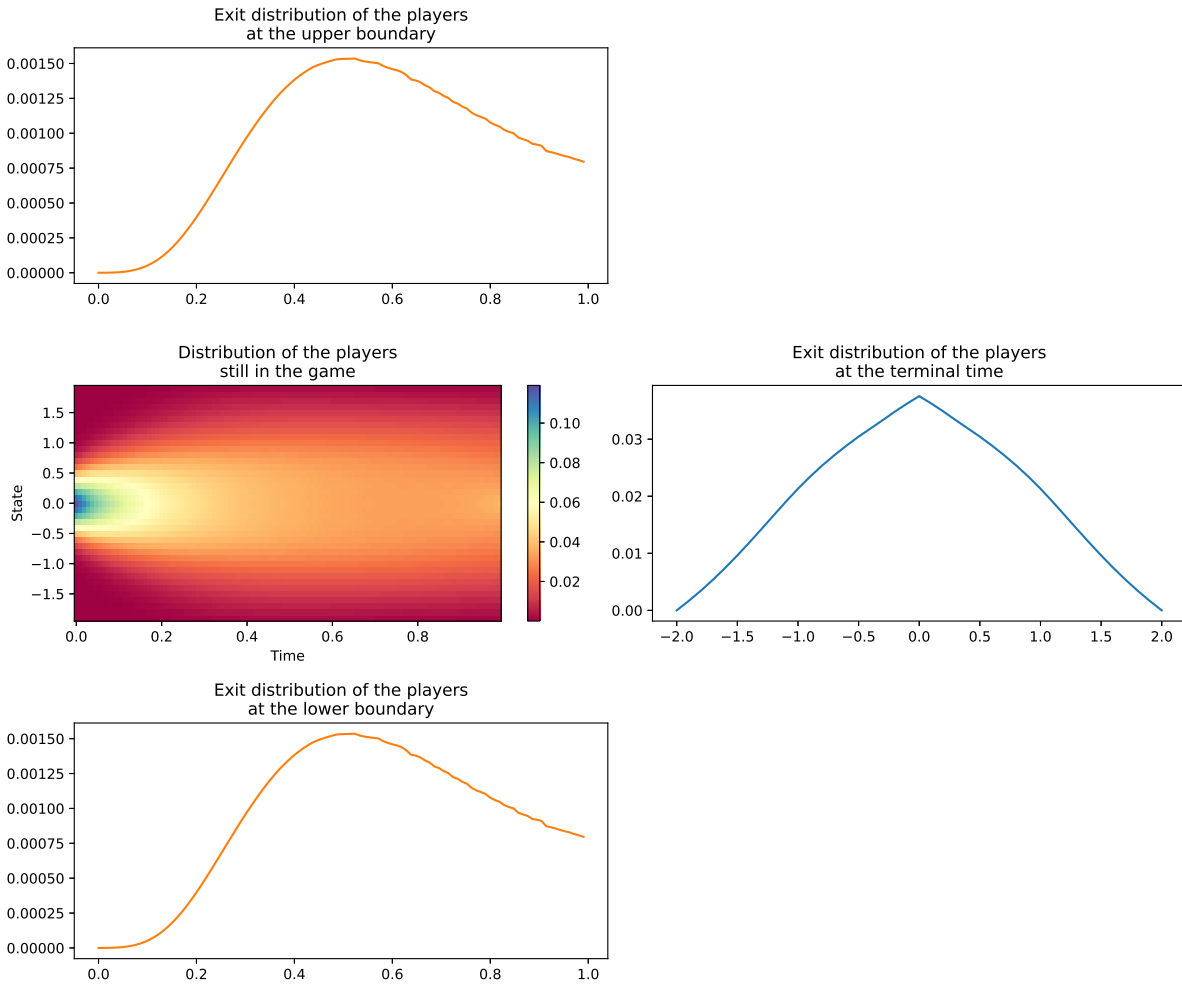 Exit distribution of the players
at the upper boundary
0.00150
0.00125
0.00100
0.00075
0.00050
0.00025
0.00000
0.0 0.2 0.4 0.6 0.8 1.0
Distribution of the players
still in the game
State
1.5
1.0
0.5
0.0
−0.5
−1.0
−1.5
0.0 0.2 0.4 0.6 0.8
Time
0.10
0.08
0.06
0.04
0.02
Exit distribution of the players
at the terminal time
0.03
0.02
0.01
0.00
−2.0 −1.5 −1.0 −0.5 0.0 0.5 1.0 1.5 2.0
Exit distribution of the players
at the lower boundary
0.00150
0.00125
0.00100
0.00075
0.00050
0.00025
0.00000
0.0 0.2 0.4 0.6 0.8 1.0